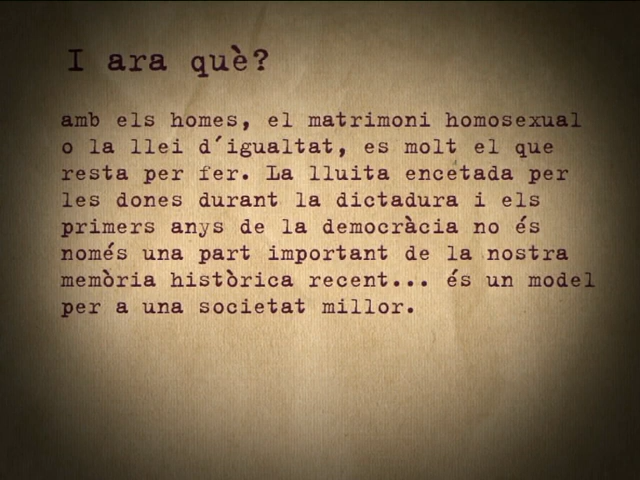 I ara què?
amb els homes, el matrimoni homosexual
o la llei d´igualtat, es molt el que
resta per fer. La lluita encetada per
les dones durant la dictadura i els
primers anys de la democràcia no és
només una part important de la nostra
memòria històrica recent... és un model
per a una societat millor.